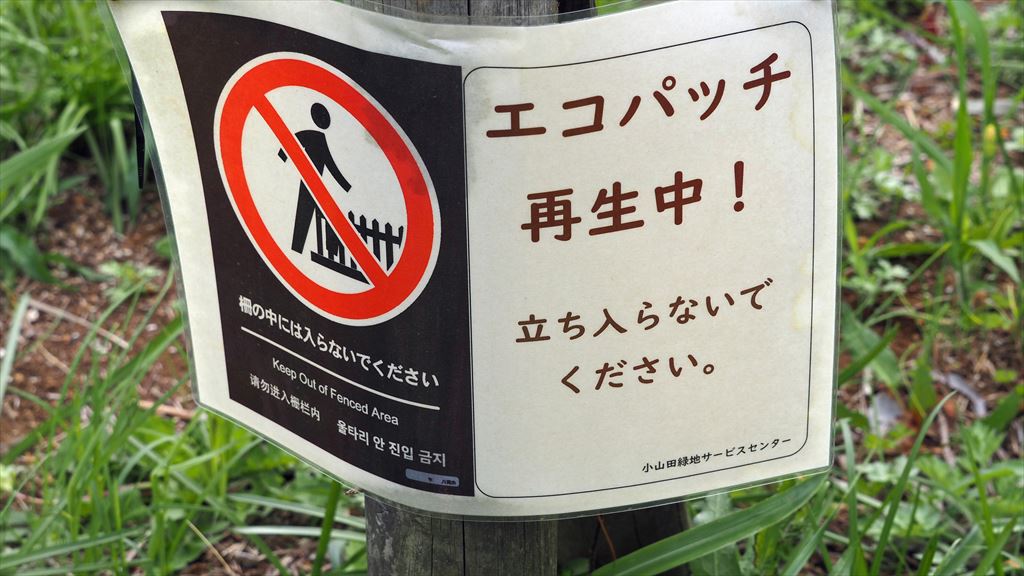 柵の中には入らないでください
Keep Out of Fenced Area
请勿进入栅栏内
울타리 안 진입 금지
エコパッチ
再生中！
立ち入らないで
ください。
小山田緑地サービスセンター